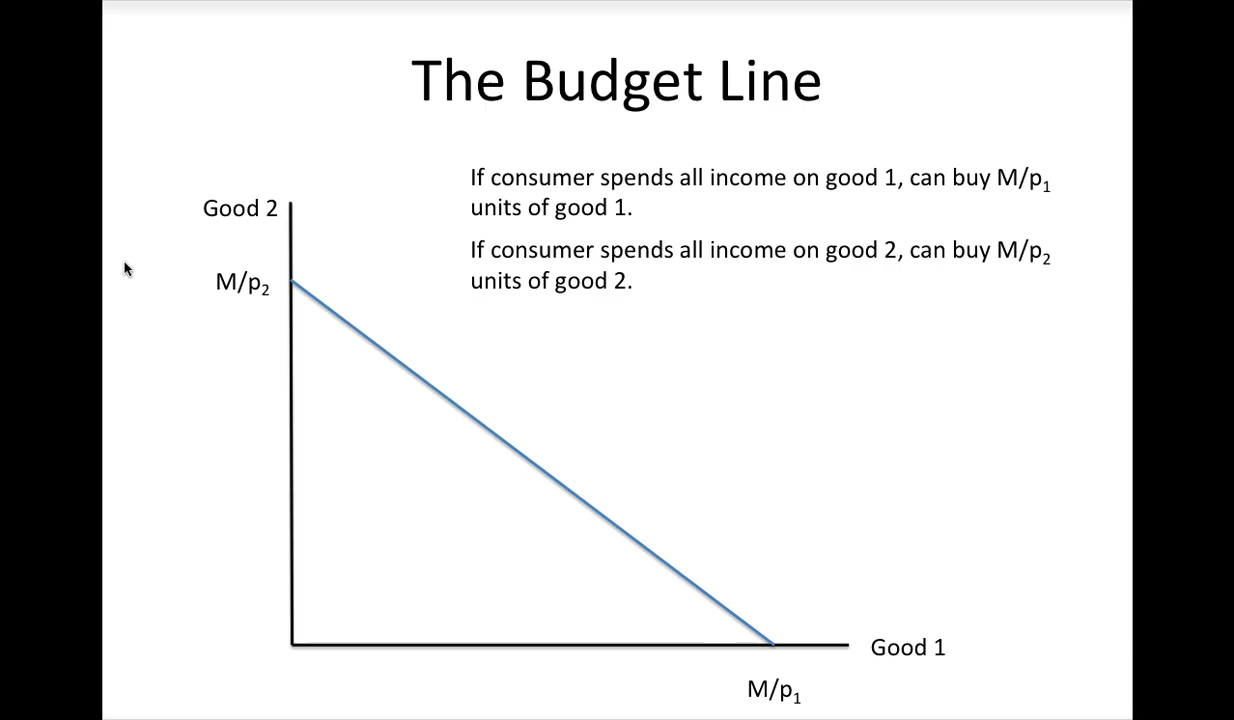 The Budget Line
If consumer spends all income on good 1, can buy M/p₁
units of good 1.
Good 2
If consumer spends all income on good 2, can buy M/p₂
units of good 2.
M/p₂
Good 1
M/p₁